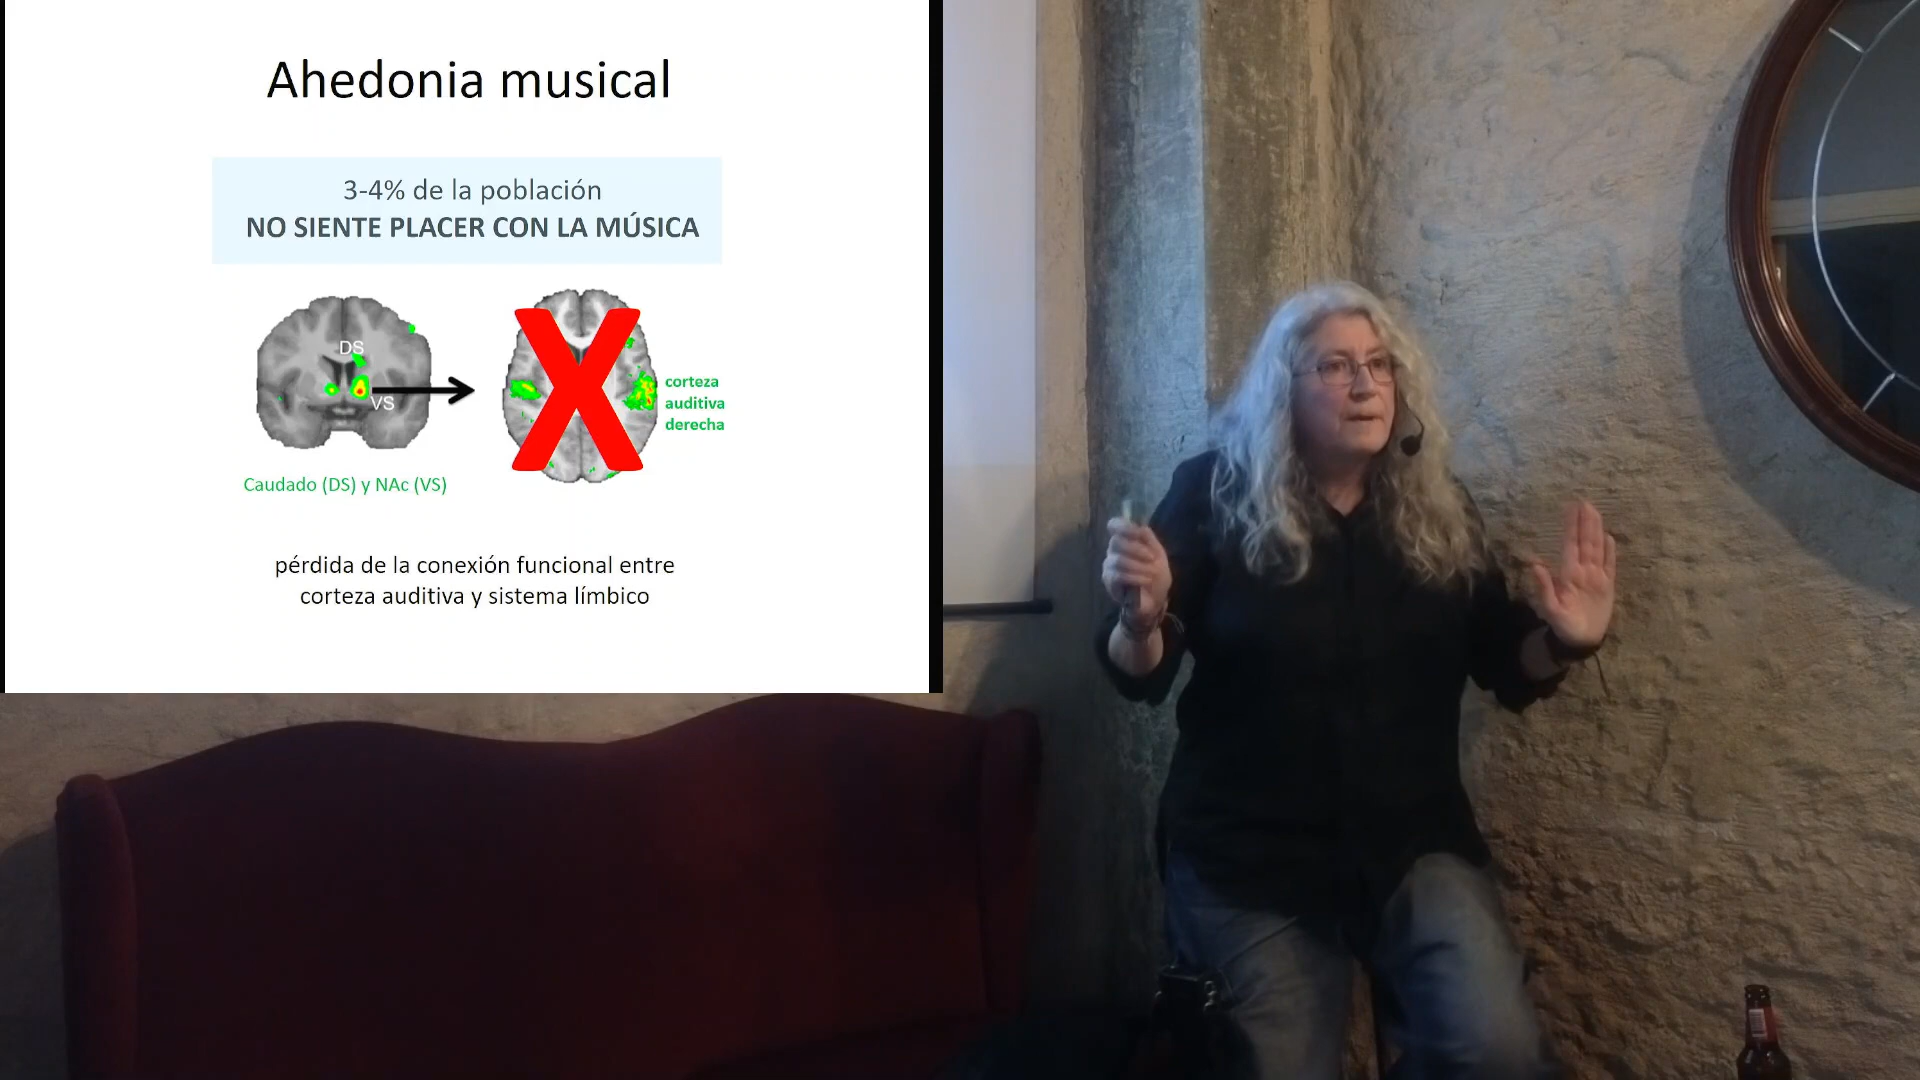 Ahedonia musical
3-4% de la población
NO SIENTE PLACER CON LA MÚSICA
DS
VS
corteza
auditiva
derecha
Caudado (DS) y NAc (VS)
pérdida de la conexión funcional entre
corteza auditiva y sistema límbico